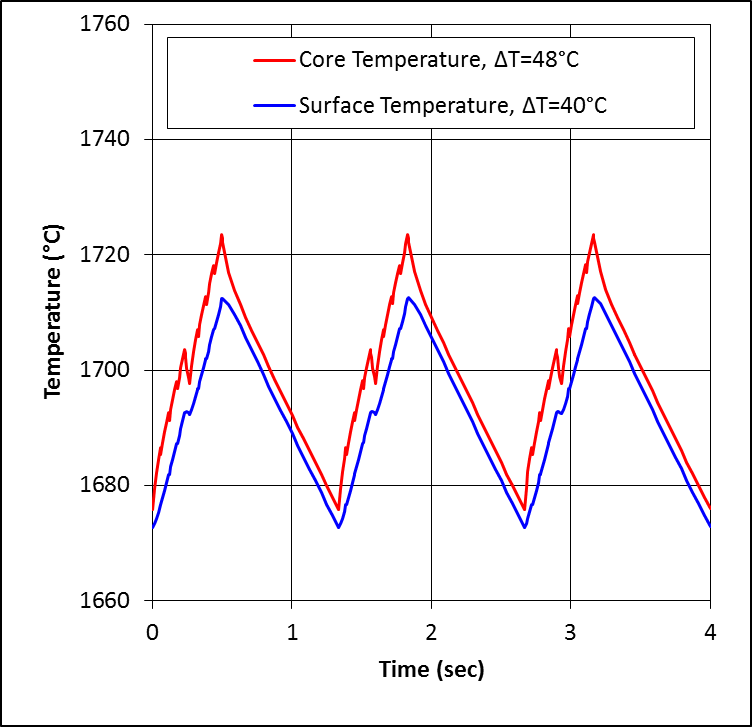 1760
Core Temperature, ΔT=48°C
Surface Temperature, ΔT=40°C
1740
1720
1700
1680
1660
Temperature (°C)
0 1 2 3 4
Time (sec)